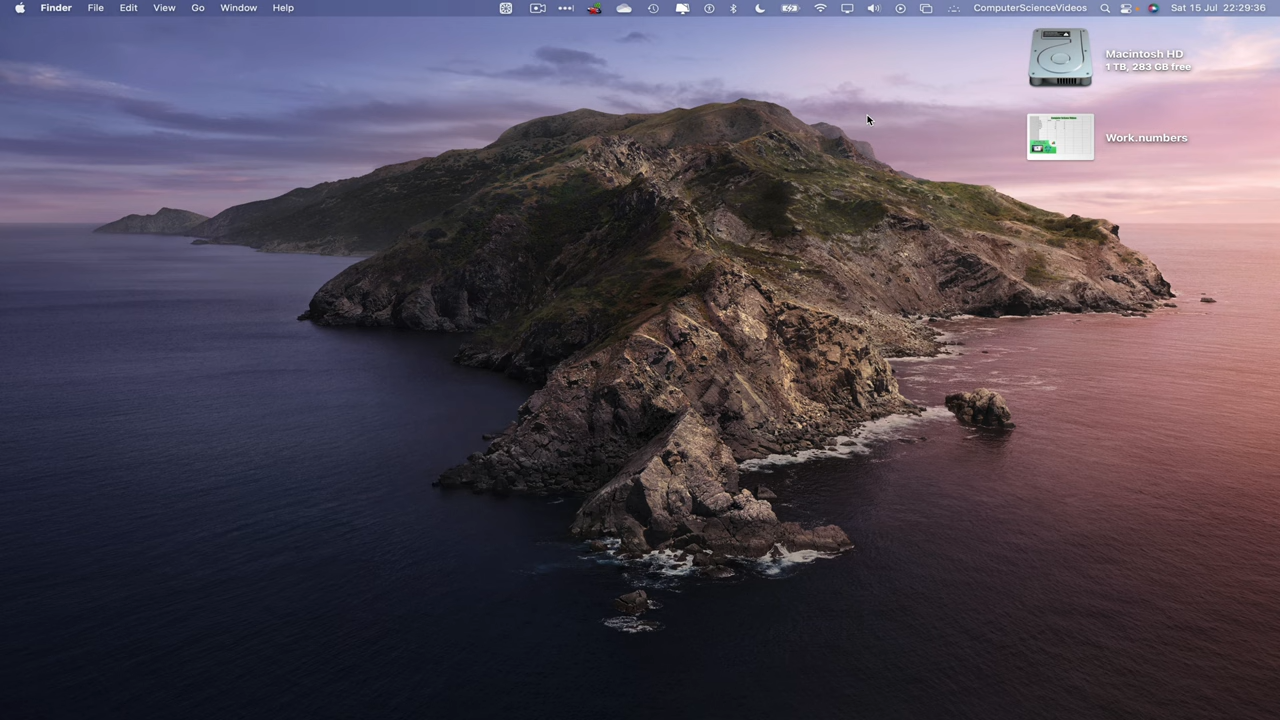 Finder File Edit View Go Window Help ComputerScienceVideos Sat 15 Jul 22:29:36
Macintosh HD
1 TB, 283 GB free
Work.numbers